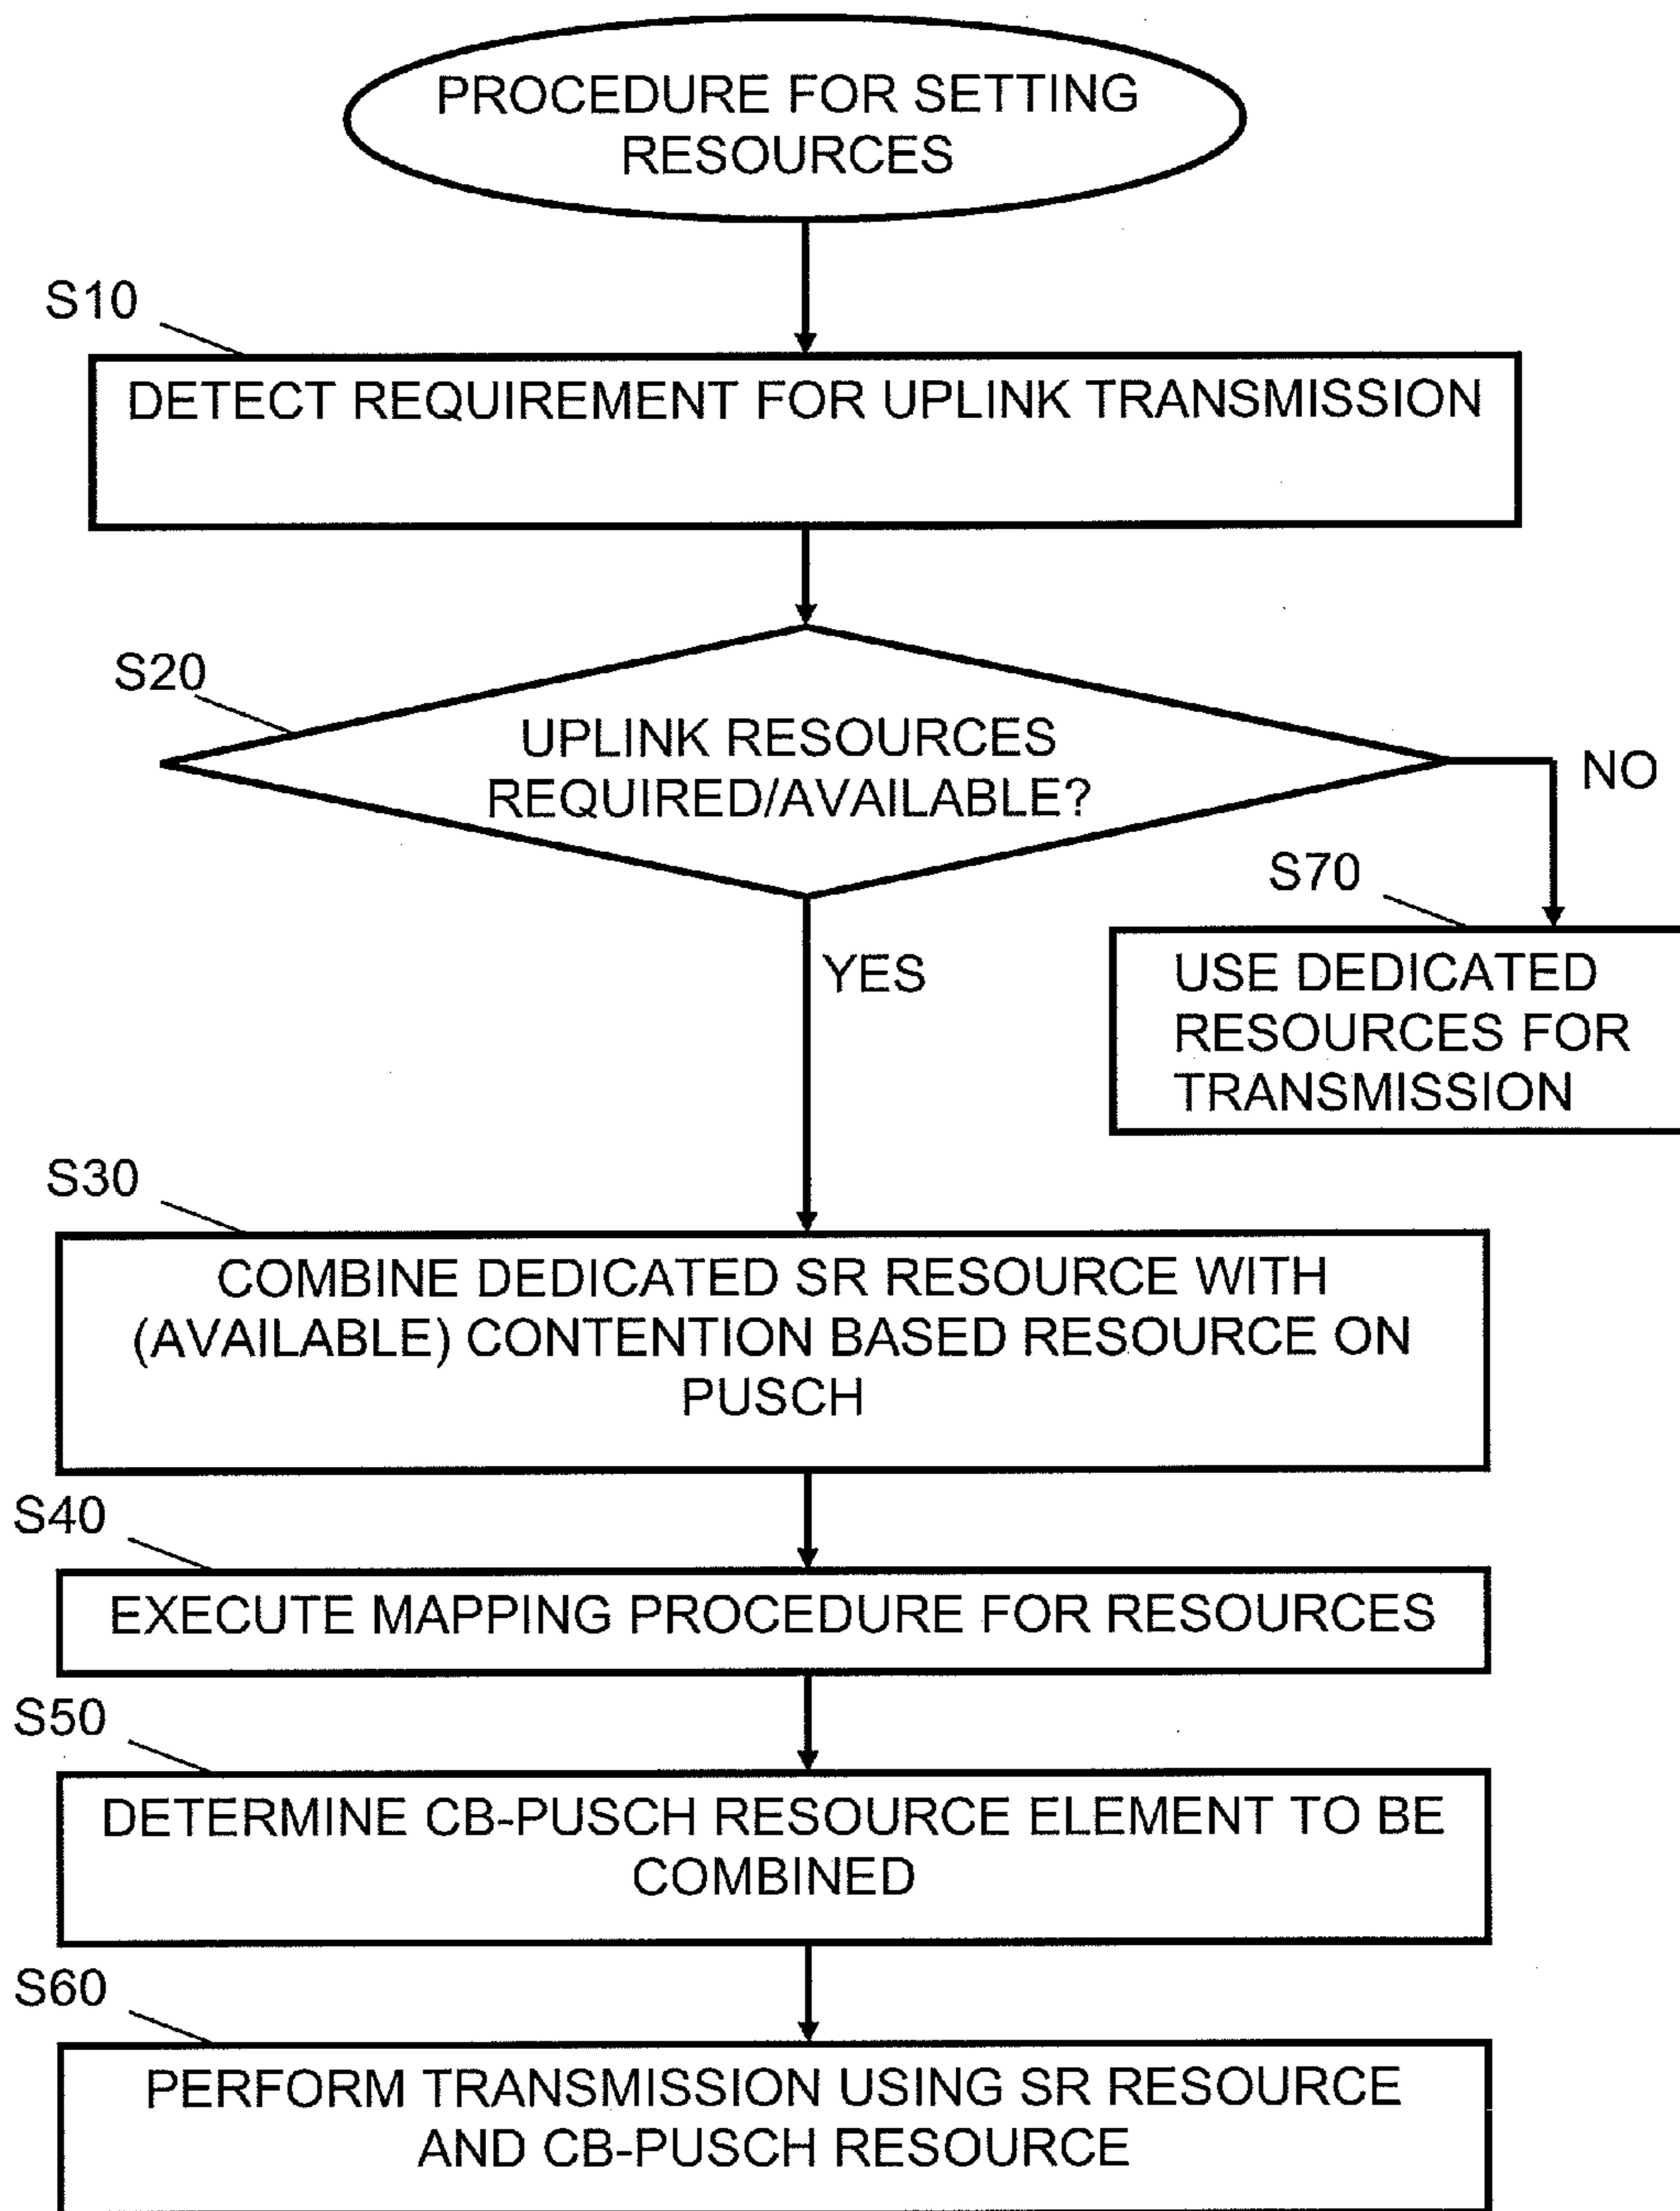 PROCEDURE FOR SETTING
RESOURCES
S10
DETECT REQUIREMENT FOR UPLINK TRANSMISSION
S20
UPLINK RESOURCES
REQUIRED/AVAILABLE?
NO
S70
YES
USE DEDICATED
RESOURCES FOR
TRANSMISSION
S30
COMBINE DEDICATED SR RESOURCE WITH
(AVAILABLE) CONTENTION BASED RESOURCE ON
PUSCH
S40
EXECUTE MAPPING PROCEDURE FOR RESOURCES
S50
DETERMINE CB-PUSCH RESOURCE ELEMENT TO BE
COMBINED
S60
PERFORM TRANSMISSION USING SR RESOURCE
AND CB-PUSCH RESOURCE